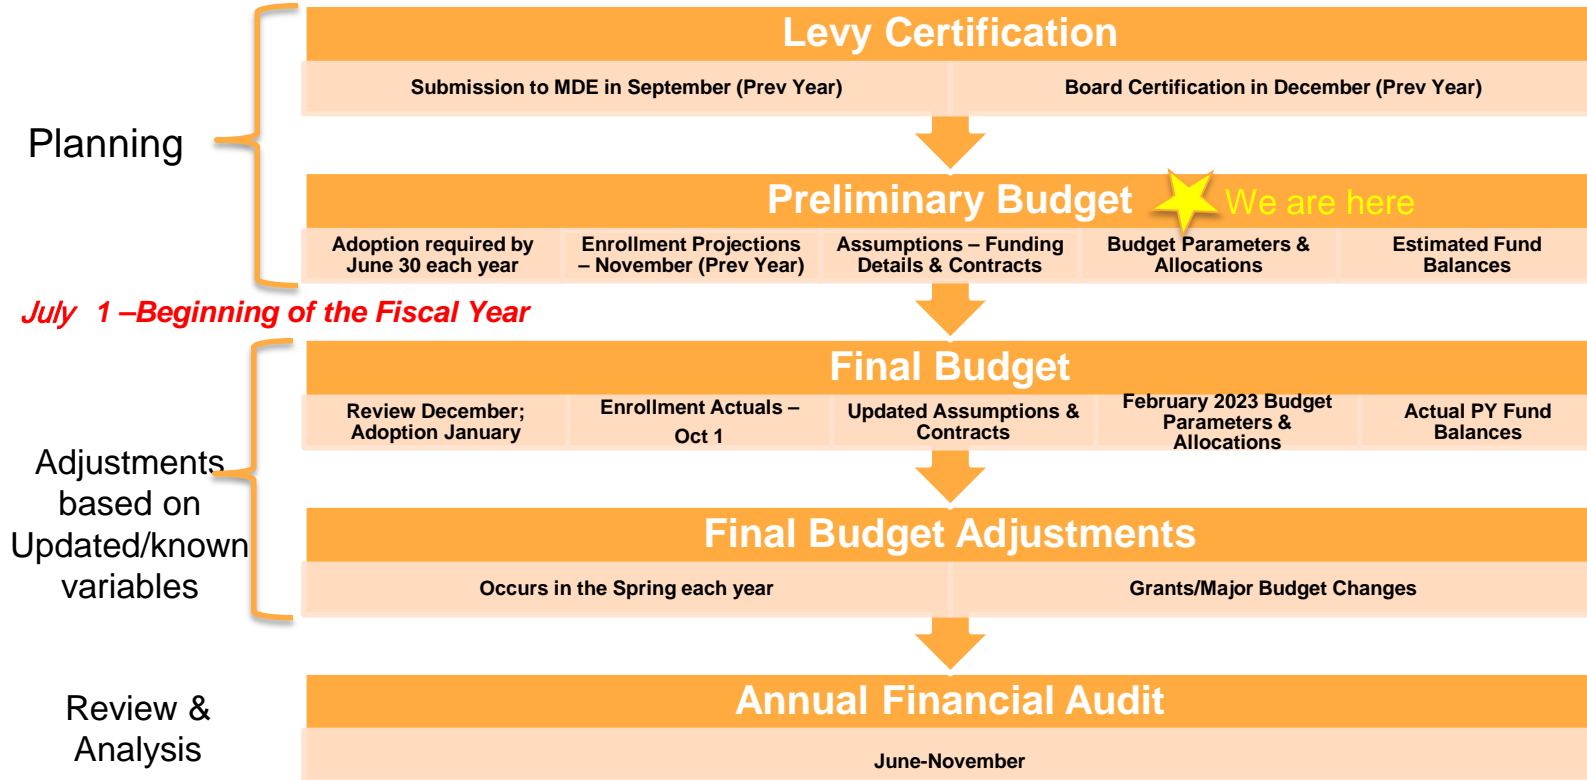 Levy Certification
Submission to MDE in September (Prev Year)
Board Certification in December (Prev Year)
Planning
Preliminary Budget
We are here
Adoption required by
June 30 each year
Enrollment Projections
– November (Prev Year)
Assumptions – Funding
Details & Contracts
Budget Parameters &
Allocations
Estimated Fund
Balances
July 1 –Beginning of the Fiscal Year
Final Budget
Review December;
Adoption January
Enrollment Actuals –
Oct 1
Updated Assumptions &
Contracts
February 2023 Budget
Parameters &
Allocations
Actual PY Fund
Balances
Adjustments
based on
Updated/known
variables
Final Budget Adjustments
Occurs in the Spring each year
Grants/Major Budget Changes
Review &
Analysis
Annual Financial Audit
June-November